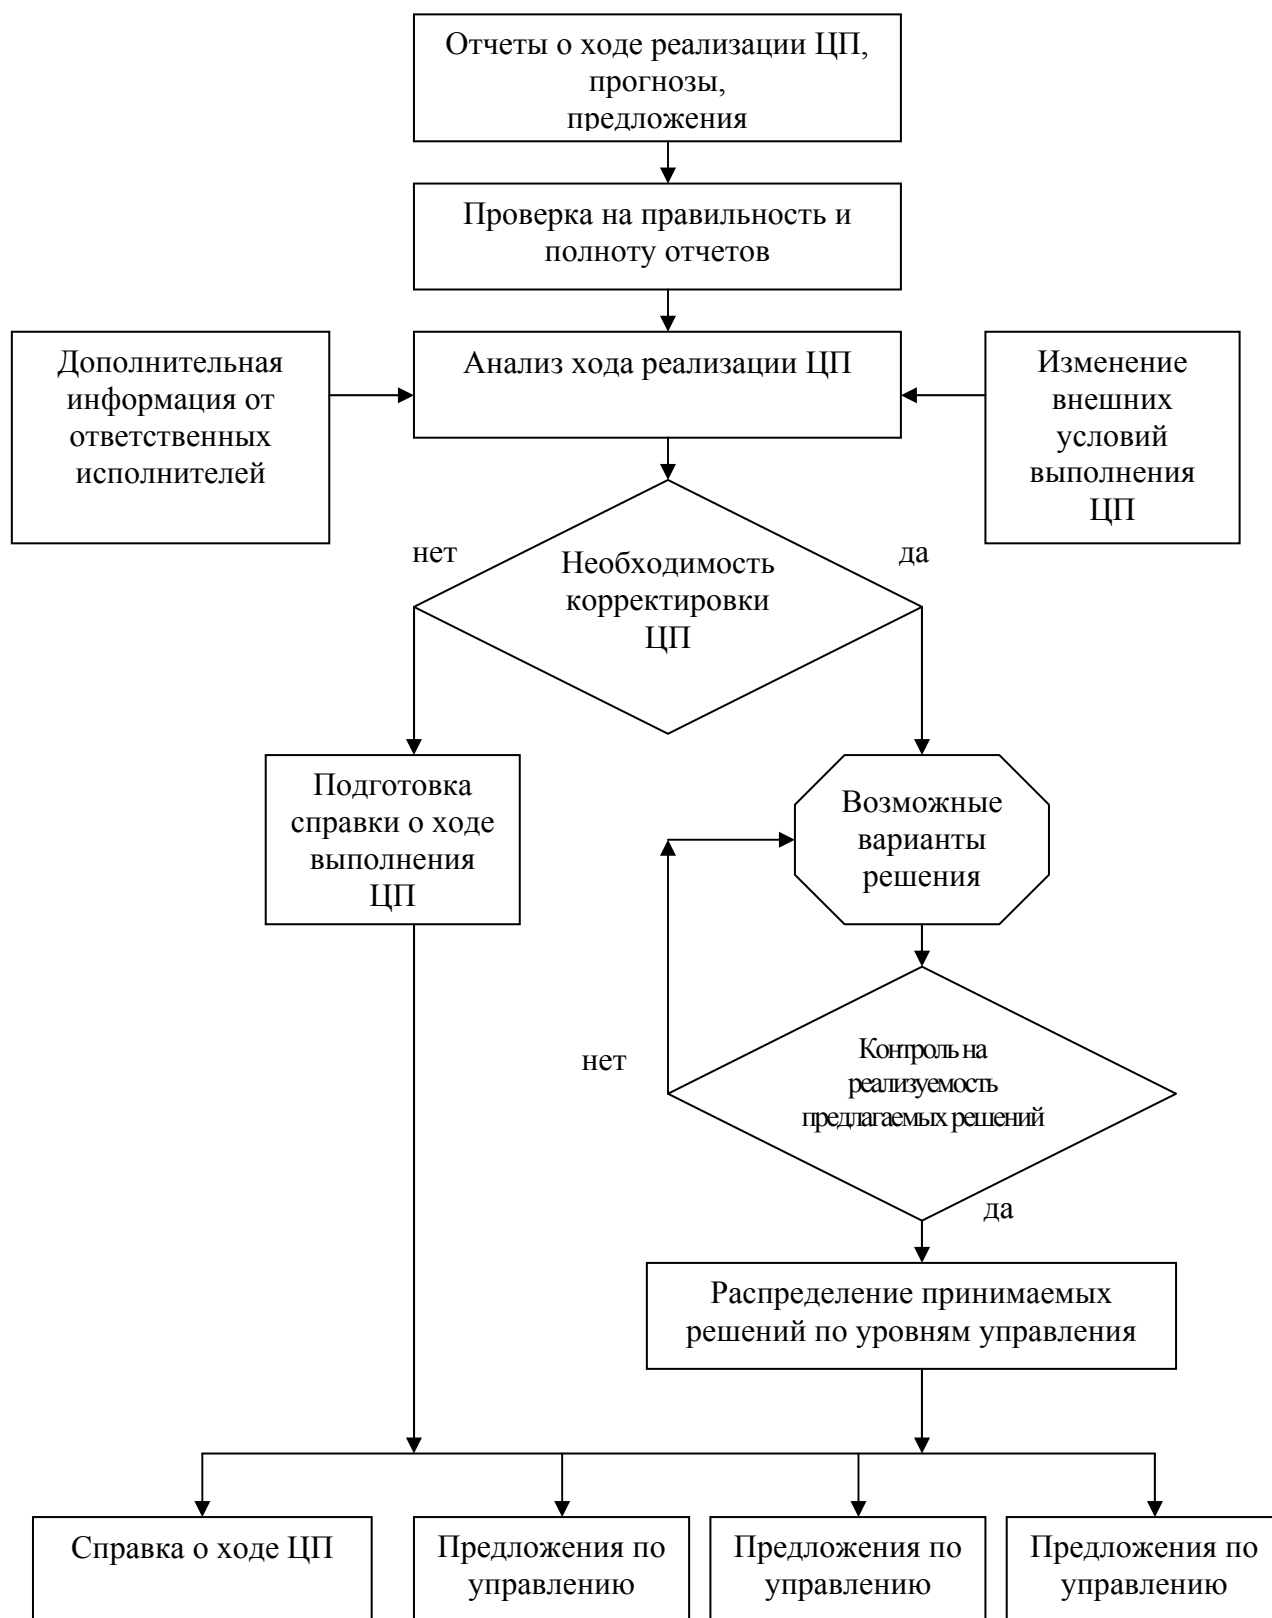 Отчеты о ходе реализации ЦП,
прогнозы,
предложения
Проверка на правильность и
полноту отчетов
Дополнительная
информация от
ответственных
исполнителей
Анализ хода реализации ЦП
Изменение
внешних
условий
выполнения
ЦП
нет
Необходимость
корректировки
ЦП
да
Подготовка
справки о ходе
выполнения
ЦП
Возможные
варианты
решения
нет
Контроль на
реализуемость
предлагаемых решений
да
Распределение принимаемых
решений по уровням управления
Справка о ходе ЦП
Предложения по
управлению
Предложения по
управлению
Предложения по
управлению